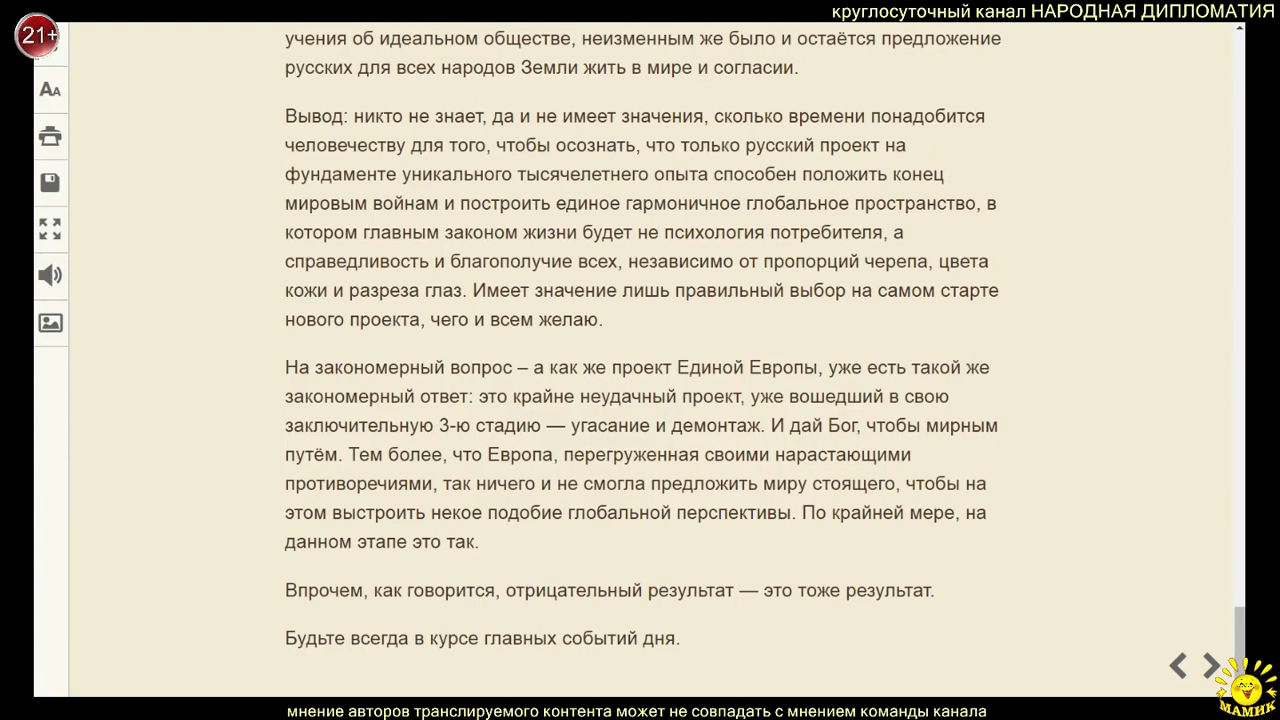 круглосуточный канал НАРОДНАЯ ДИПЛОМАТИЯ
21+
учения об идеальном обществе, неизменным же было и остаётся предложение
русских для всех народов Земли жить в мире и согласии.
Вывод: никто не знает, да и не имеет значения, сколько времени понадобится
человечеству для того, чтобы осознать, что только русский проект на
фундаменте уникального тысячелетнего опыта способен положить конец
мировым войнам и построить единое гармоничное глобальное пространство, в
котором главным законом жизни будет не психология потребителя, а
справедливость и благополучие всех, независимо от пропорций черепа, цвета
кожи и разреза глаз. Имеет значение лишь правильный выбор на самом старте
нового проекта, чего и всем желаю.
На закономерный вопрос – а как же проект Единой Европы, уже есть такой же
закономерный ответ: это крайне неудачный проект, уже вошедший в свою
заключительную 3-ю стадию — угасание и демонтаж. И дай Бог, чтобы мирным
путём. Тем более, что Европа, перегруженная своими нарастающими
противоречиями, так ничего и не смогла предложить миру стоящего, чтобы на
этом выстроить некое подобие глобальной перспективы. По крайней мере, на
данном этапе это так.
Впрочем, как говорится, отрицательный результат — это тоже результат.
Будьте всегда в курсе главных событий дня.
МАМИК
мнение авторов транслируемого контента может не совпадать с мнением команды канала